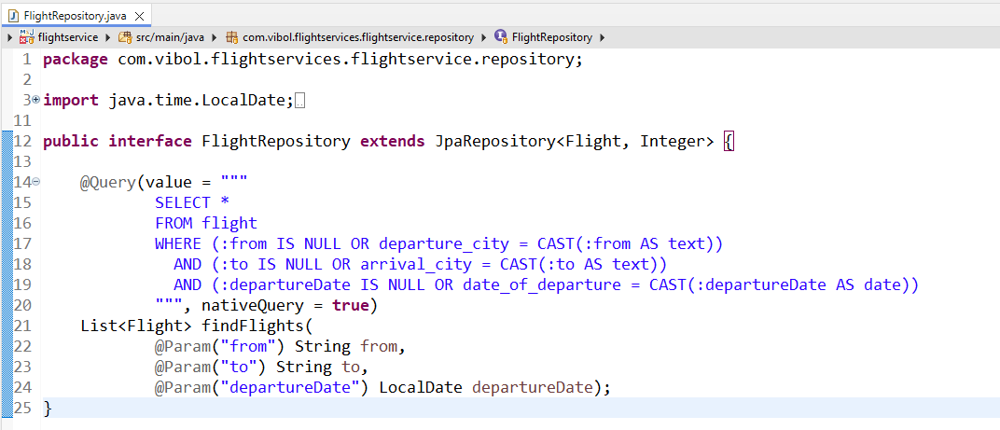 FlightRepository.java
flightservice src/main/java com.vibol.flightservices.flightservice.repository FlightRepository
1 package com.vibol.flightservices.flightservice.repository;
2
3 import java.time.LocalDate;
11
12 public interface FlightRepository extends JpaRepository<Flight, Integer> {
13
14     @Query(value = """
15             SELECT *
16             FROM flight
17             WHERE (:from IS NULL OR departure_city = CAST(:from AS text))
18               AND (:to IS NULL OR arrival_city = CAST(:to AS text))
19               AND (:departureDate IS NULL OR date_of_departure = CAST(:departureDate AS date))
20             """, nativeQuery = true)
21     List<Flight> findFlights(
22             @Param("from") String from,
23             @Param("to") String to,
24             @Param("departureDate") LocalDate departureDate);
25 }